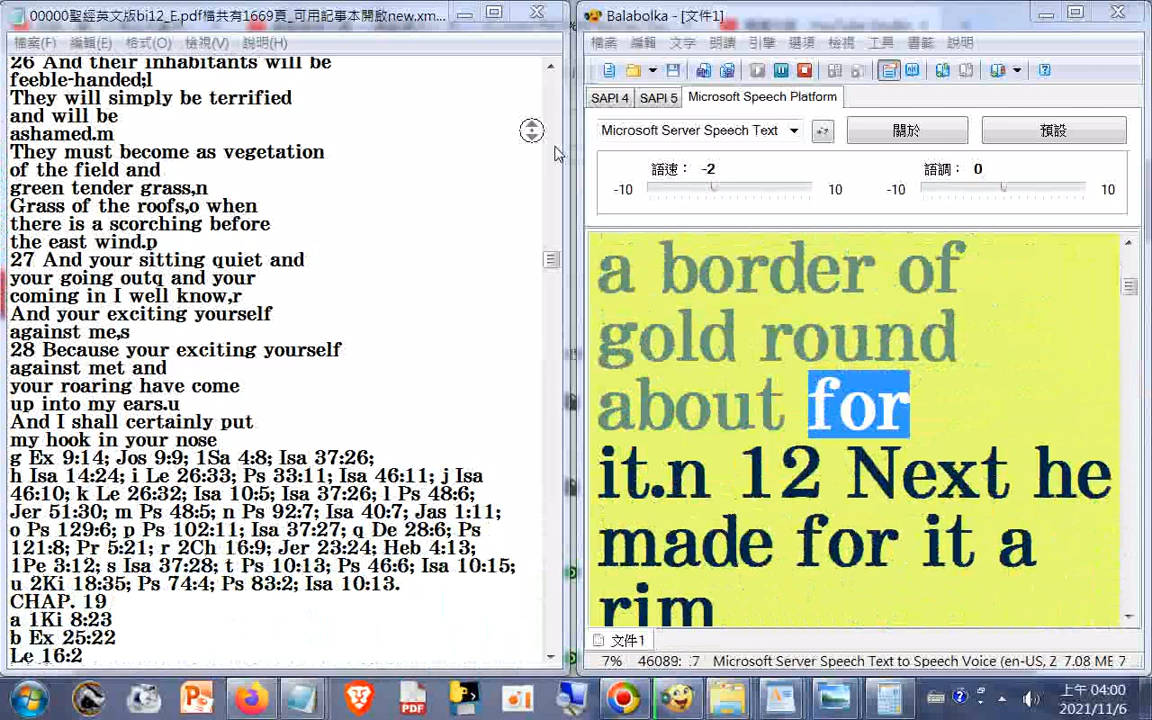 00000聖經英文版bi12_E.pdf檔共有1669頁_可用記事本開啟new.xm...
檔案(F) 編輯(E) 格式(O) 檢視(V) 說明(H)
26 And their inhabitants will be
feeble-handed;l
They will simply be terrified
and will be
ashamed.m
They must become as vegetation
of the field and
green tender grass,n
Grass of the roofs,o when
there is a scorching before
the east wind.p
27 And your sitting quiet and
your going outq and your
coming in I well know,r
And your exciting yourself
against me,s
28 Because your exciting yourself
against met and
your roaring have come
up into my ears.u
And I shall certainly put
my hook in your nose
g Ex 9:14; Jos 9:9; 1Sa 4:8; Isa 37:26;
h Isa 14:24; i Le 26:33; Ps 33:11; Isa 46:11; j Isa
46:10; k Le 26:32; Isa 10:5; Isa 37:26; l Ps 48:6;
Jer 51:30; m Ps 48:5; n Ps 92:7; Isa 40:7; Jas 1:11;
o Ps 129:6; p Ps 102:11; Isa 37:27; q De 28:6; Ps
121:8; Pr 5:21; r 2Ch 16:9; Jer 23:24; Heb 4:13;
1Pe 3:12; s Isa 37:28; t Ps 10:13; Ps 46:6; Isa 10:15;
u 2Ki 18:35; Ps 74:4; Ps 83:2; Isa 10:13.
CHAP. 19
a 1Ki 8:23
b Ex 25:22
Le 16:2
Balabolka - [文件1]
檔案 編輯 文字 朗讀 引擎 選項 檢視 工具 書籤 說明
SAPI 4 SAPI 5 Microsoft Speech Platform
Microsoft Server Speech Text 關於 預設
語速: -2 語調: 0
-10 10 -10 10
a border of
gold round
about for
it.n 12 Next he
made for it a
rim
文件1
7% 46089: .7 Microsoft Server Speech Text to Speech Voice (en-US, Z 7.08 ME 7
PDF
上午 04:00
2021/11/6